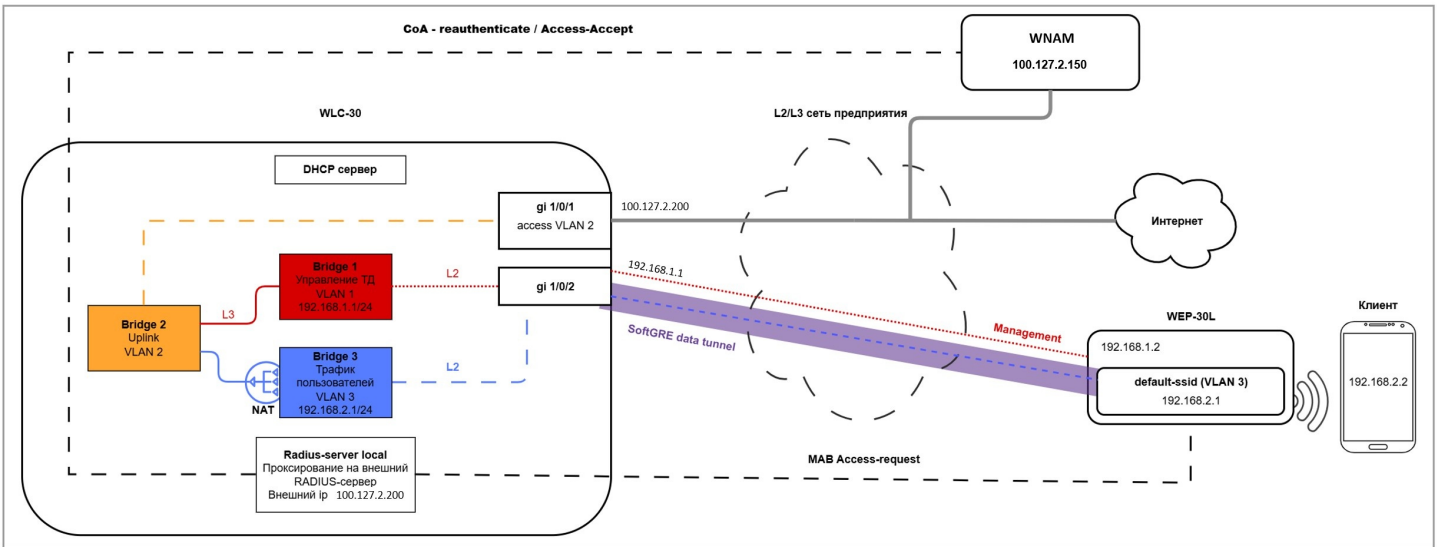 CoA - reauthenticate / Access-Accept
WNAM
100.127.2.150
WLC-30
L2/L3 сеть предприятия
DHCP сервер
gi 1/0/1
access VLAN 2
100.127.2.200
Интернет
Bridge 1
Управление ТД
VLAN 1
192.168.1.1/24
L2
gi 1/0/2
192.168.1.1
L3
Bridge 2
Uplink
VLAN 2
Management
SoftGRE data tunnel
Bridge 3
Трафик
пользователей
VLAN 3
192.168.2.1/24
L2
NAT
WEP-30L
192.168.1.2
default-ssid (VLAN 3)
192.168.2.1
Клиент
192.168.2.2
Radius-server local
Проксирование на внешний
RADIUS-сервер
Внешний ip 100.127.2.200
MAB Access-request